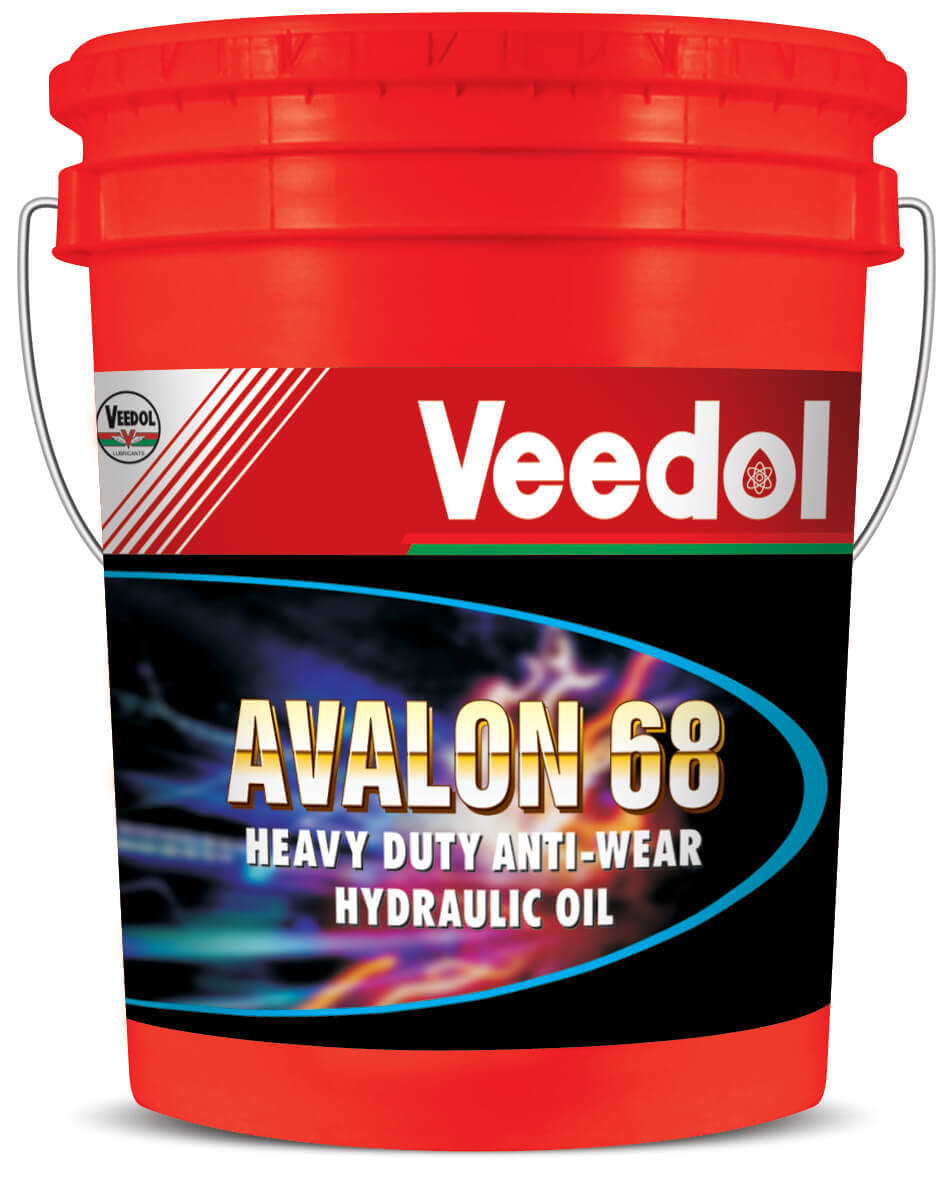 VEEDOL
LUBRICANTS
Veedol
AVALON 68
HEAVY DUTY ANTI-WEAR
HYDRAULIC OIL